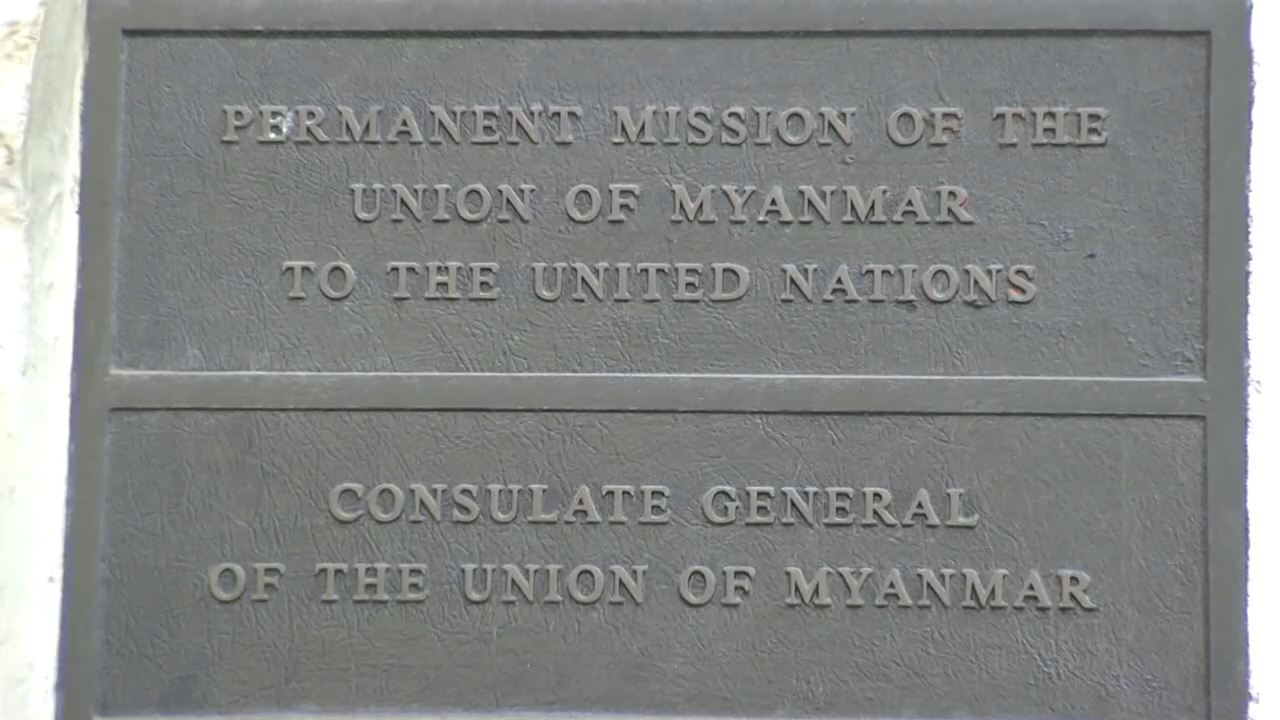 PERMANENT MISSION OF THE
UNION OF MYANMAR
TO THE UNITED NATIONS
CONSULATE GENERAL
OF THE UNION OF MYANMAR